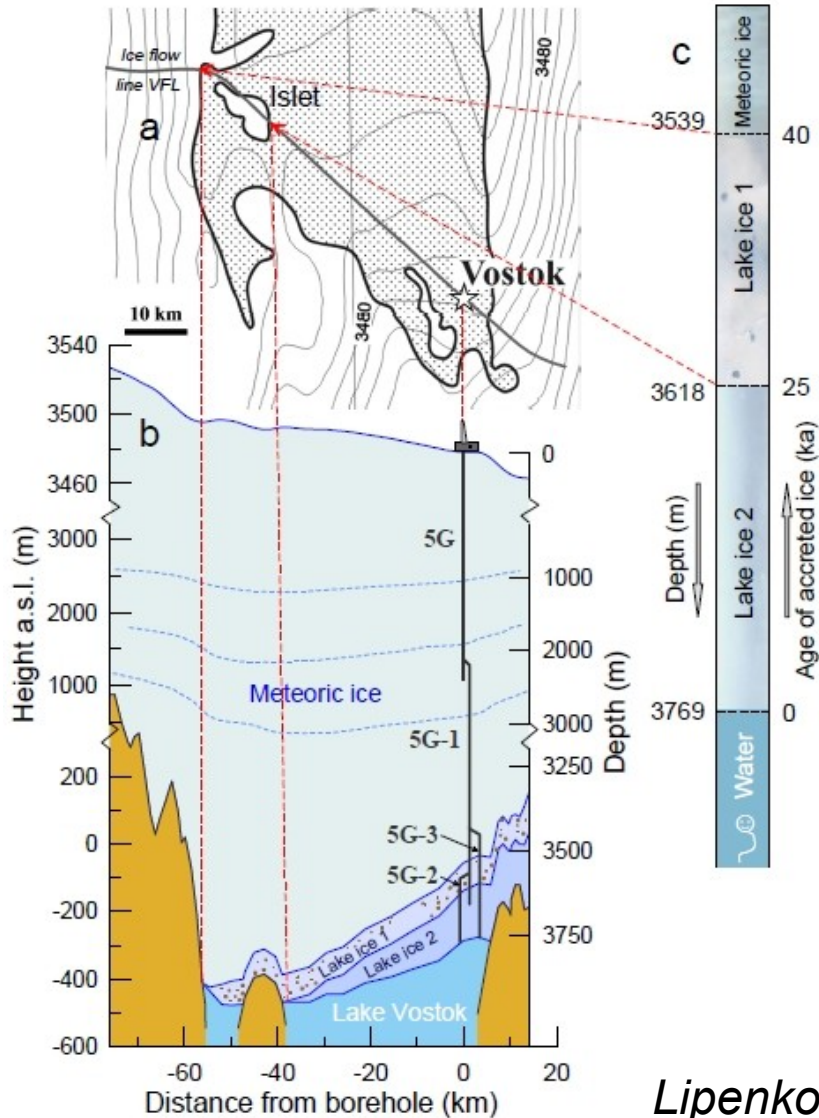 Ice flow
line VFL
a
Islet
3480
Vostok
3480
10 km
c
Meteoric ice
3539
40
Lake ice 1
3618
25
Lake ice 2
Depth (m)
Age of accreted ice (ka)
3769
0
Water
b
Height a.s.l. (m)
3540
3500
3460
3000
2000
1000
200
0
-200
-400
-600
0
1000
2000
3000
3250
3500
3750
Depth (m)
5G
Meteoric ice
5G-1
5G-3
5G-2
Lake ice 1
Lake ice 2
Lake Vostok
-60
-40
-20
0
20
Distance from borehole (km)
Lipenko